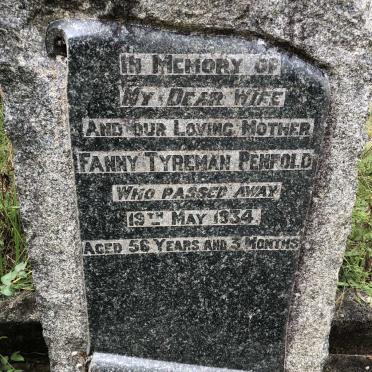 In Memory of
My Dear Wife
And our Loving Mother
Fanny Tyreman Penfold
Who passed away
19th May 1934.
Aged 56 Years and 3 Months